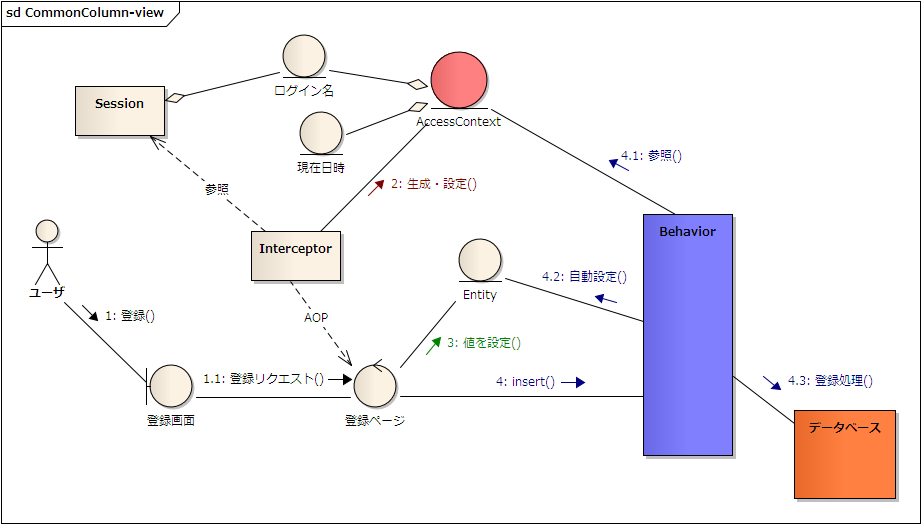 sd CommonColumn-view
ログイン名
Session
AccessContext
現在日時
4.1: 参照()
参照
2: 生成・設定()
Behavior
Interceptor
4.2: 自動設定()
ユーザ
Entity
1: 登録()
AOP
3: 値を設定()
1.1: 登録リクエスト()
4: insert()
4.3: 登録処理()
登録画面
登録ページ
データベース